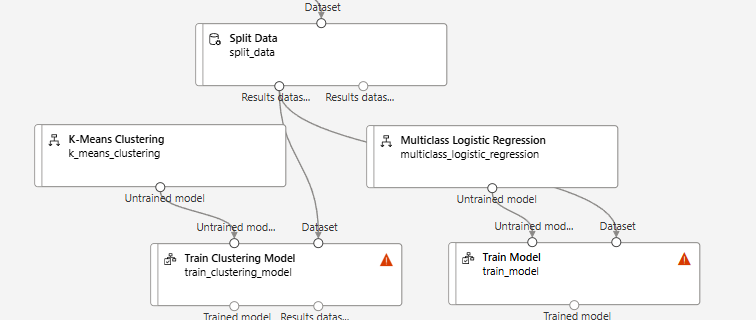 Dataset
Split Data
split_data
Results datas... Results datas...
K-Means Clustering
k_means_clustering
Multiclass Logistic Regression
multiclass_logistic_regression
Untrained model
Untrained model
Untrained mod... Dataset
Untrained mod... Dataset
Train Clustering Model
train_clustering_model
Train Model
train_model
Trained model Results datas...
Trained model